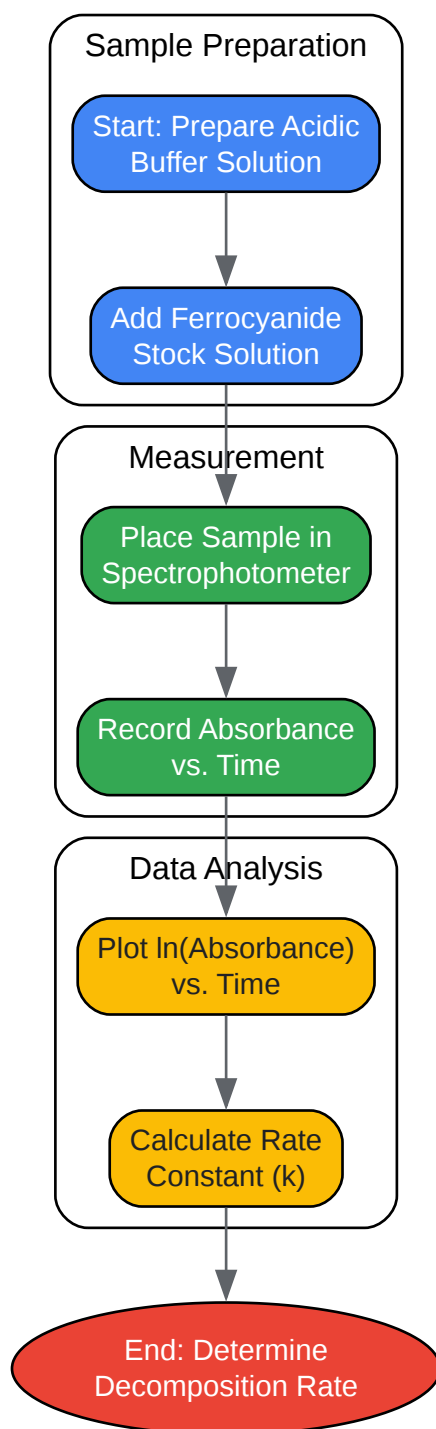 Sample Preparation
Start: Prepare Acidic
Buffer Solution
Add Ferrocyanide
Stock Solution
Measurement
Place Sample in
Spectrophotometer
Record Absorbance
vs. Time
Data Analysis
Plot ln(Absorbance)
vs. Time
Calculate Rate
Constant (k)
End: Determine
Decomposition Rate